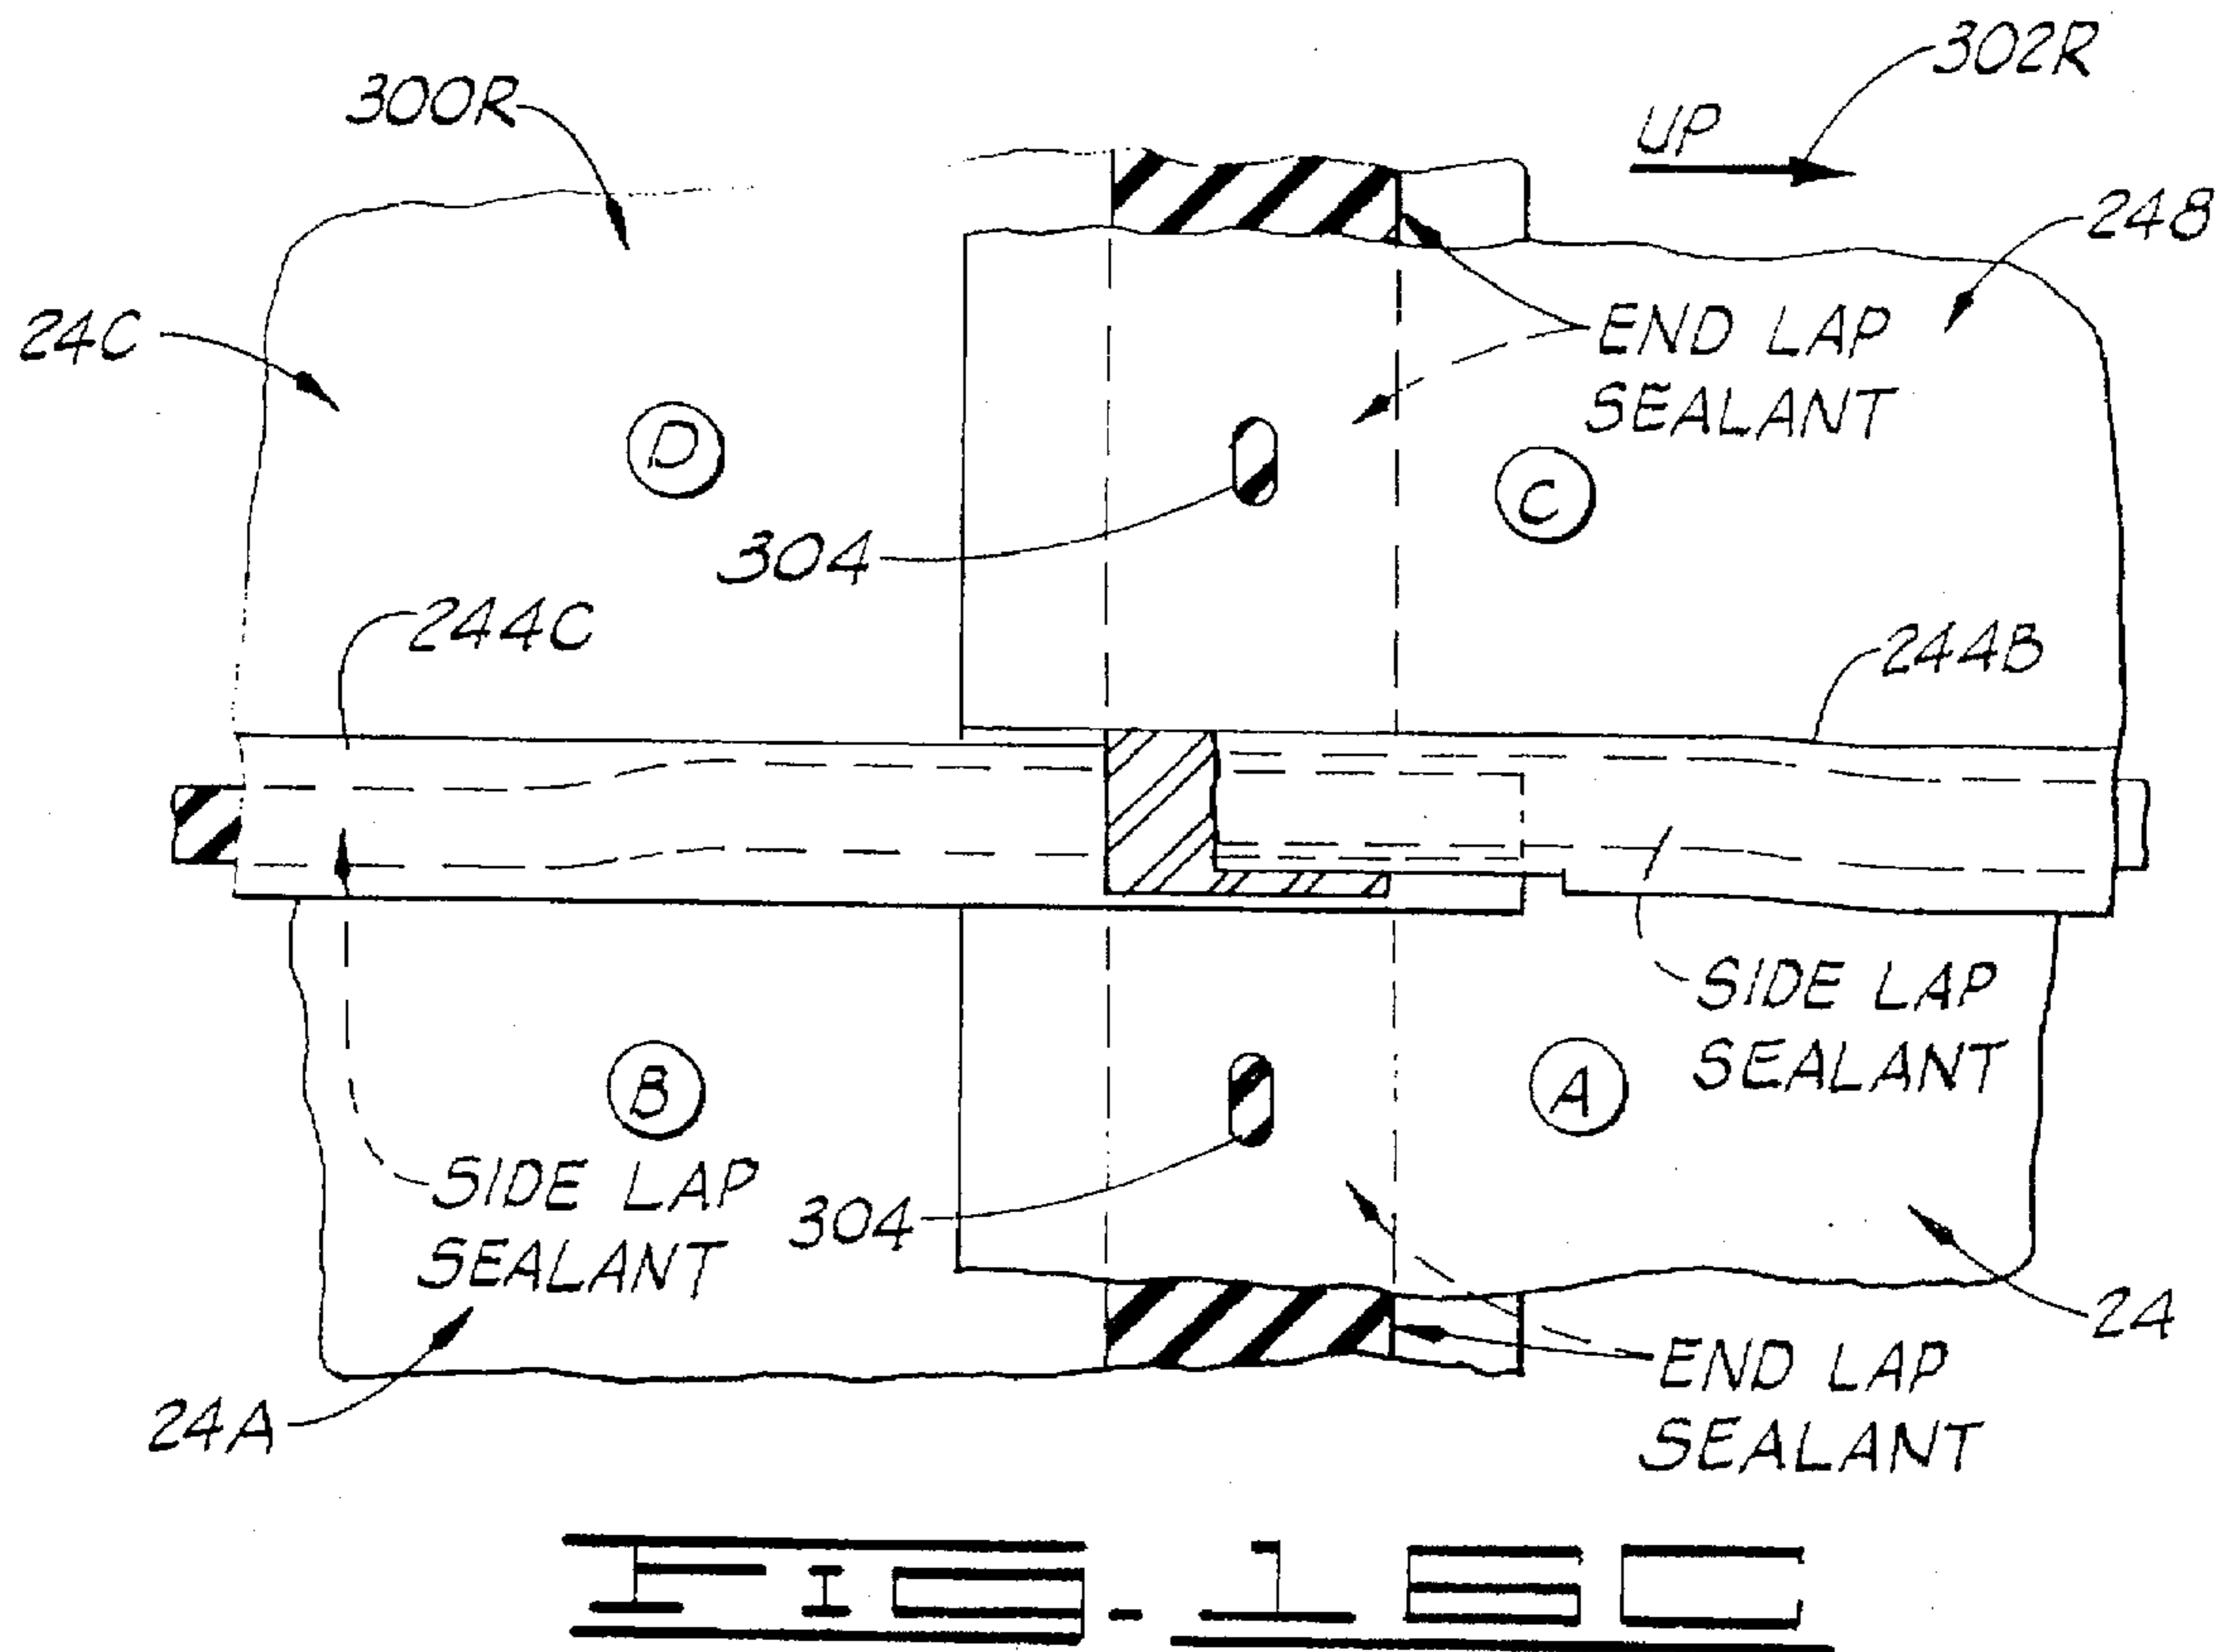 302R
300R
UP
248
24C
END LAP
SEALANT
D
C
304
244C
244B
SIDE LAP
SEALANT
B
A
SIDE LAP
SEALANT
304
24
END LAP
SEALANT
24A
FIG-18C